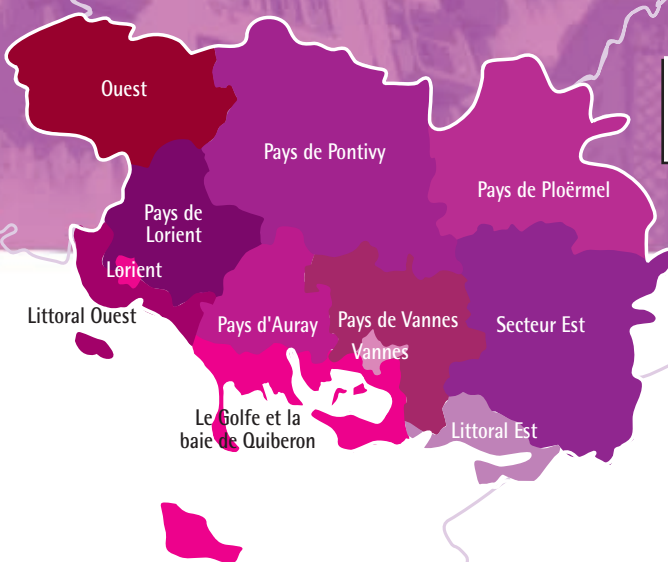 Ouest
Pays de Pontivy
Pays de Ploërmel
Pays de
Lorient
Lorient
Littoral Ouest
Pays d'Auray
Pays de Vannes
Vannes
Secteur Est
Le Golfe et la
baie de Quiberon
Littoral Est